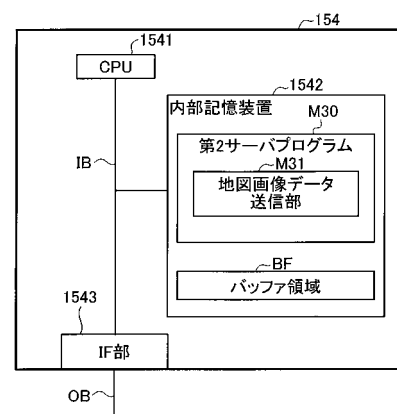 154
1541
CPU
1542
内部記憶装置
M30
第2サーバプログラム
M31
地図画像データ
送信部
IB
BF
バッファ領域
1543
IF部
OB